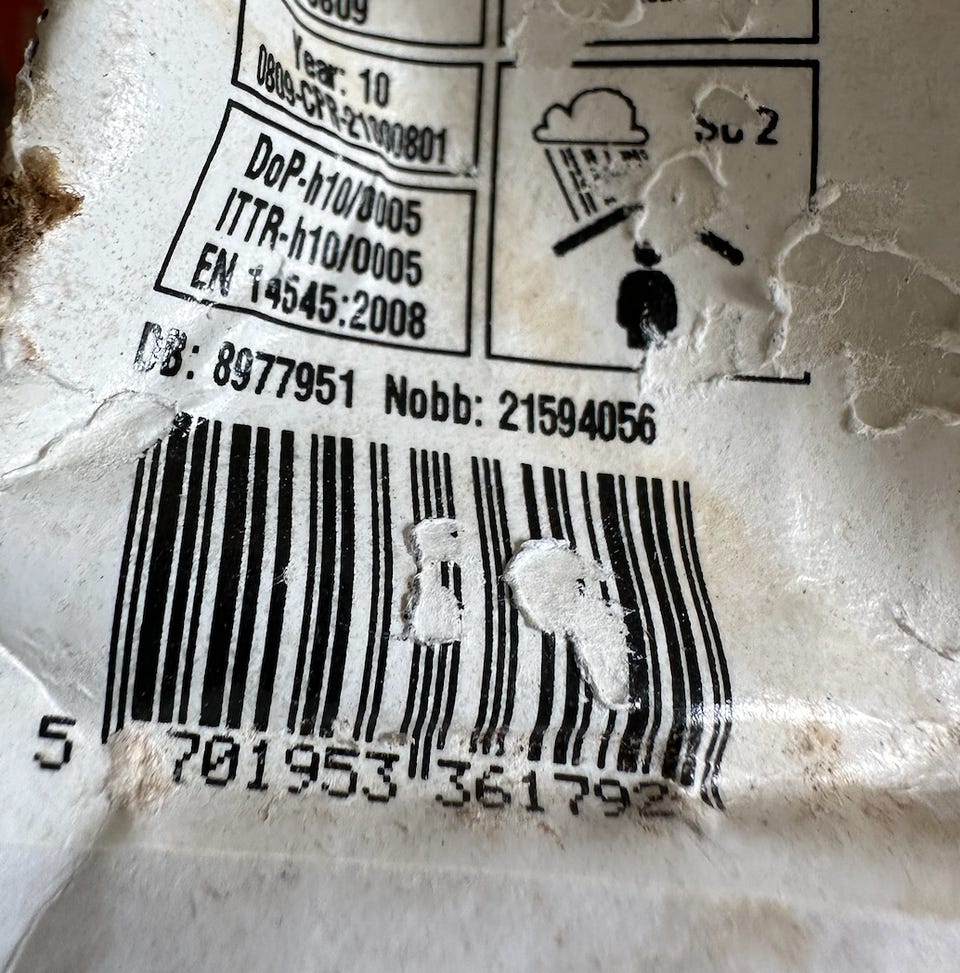 0809
Year: 10
0809-CPR-21000801
Sc 2
DoP-h10/0005
ITTR-h10/0005
EN 14545:2008
DB: 8977951 Nobb: 21594056
5 701953 361792